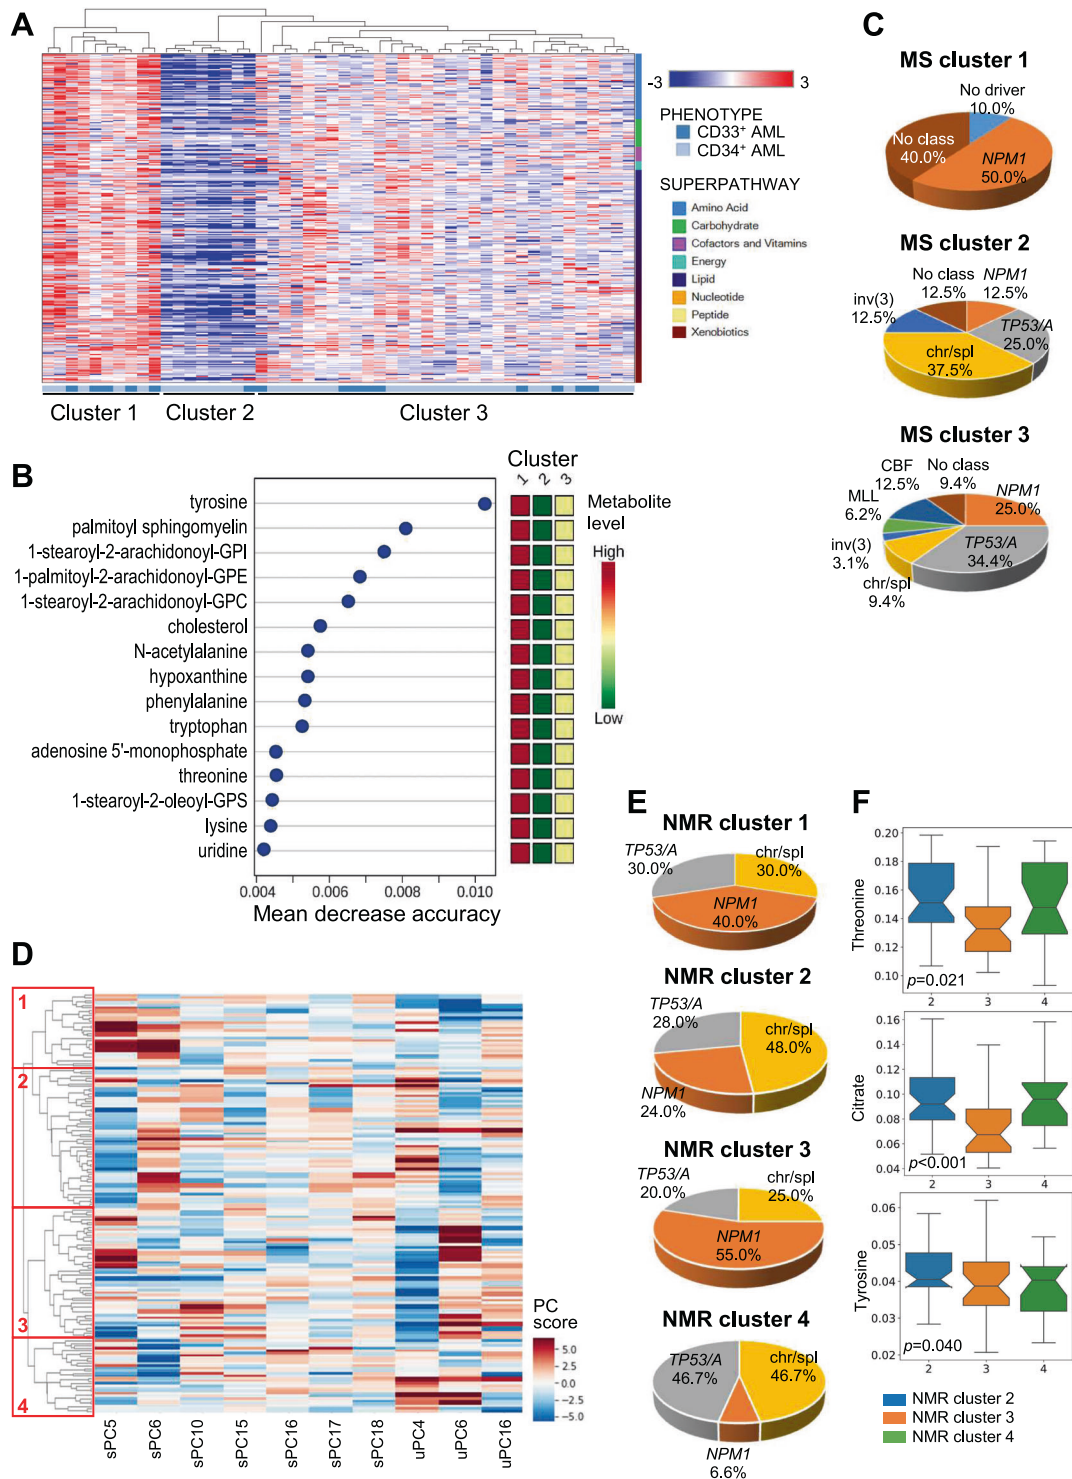 A
-3
3
PHENOTYPE
CD33+ AML
CD34+ AML
SUPERPATHWAY
Amino Acid
Carbohydrate
Cofactors and Vitamins
Energy
Lipid
Nucleotide
Peptide
Xenobiotics
Cluster 1
Cluster 2
Cluster 3
B
Cluster
1 2 3
tyrosine
palmitoyl sphingomyelin
1-stearoyl-2-arachidonoyl-GPI
1-palmitoyl-2-arachidonoyl-GPE
1-stearoyl-2-arachidonoyl-GPC
cholesterol
N-acetylalanine
hypoxanthine
phenylalanine
tryptophan
adenosine 5'-monophosphate
threonine
1-stearoyl-2-oleoyl-GPS
lysine
uridine
0.004 0.006 0.008 0.010
Mean decrease accuracy
Metabolite
level
High
Low
C
MS cluster 1
No driver
10.0%
No class
40.0%
NPM1
50.0%
MS cluster 2
No class
12.5%
NPM1
12.5%
inv(3)
12.5%
TP53/A
25.0%
chr/spl
37.5%
MS cluster 3
CBF
12.5%
No class
9.4%
NPM1
25.0%
MLL
6.2%
TP53/A
34.4%
inv(3)
3.1%
chr/spl
9.4%
D
1
2
3
4
sPC5
sPC6
sPC10
sPC15
sPC16
sPC17
sPC18
uPC4
uPC6
uPC16
PC
score
5.0
2.5
0.0
-2.5
-5.0
E
NMR cluster 1
TP53/A
30.0%
chr/spl
30.0%
NPM1
40.0%
NMR cluster 2
TP53/A
28.0%
chr/spl
48.0%
NPM1
24.0%
NMR cluster 3
TP53/A
20.0%
chr/spl
25.0%
NPM1
55.0%
NMR cluster 4
TP53/A
46.7%
chr/spl
46.7%
NPM1
6.6%
F
Threonine
0.20
0.18
0.16
0.14
0.12
0.10
p=0.021
2 3 4
Citrate
0.16
0.14
0.12
0.10
0.08
0.06
0.04
p<0.001
2 3 4
Tyrosine
0.06
0.05
0.04
0.03
0.02
p=0.040
2 3 4
NMR cluster 2
NMR cluster 3
NMR cluster 4